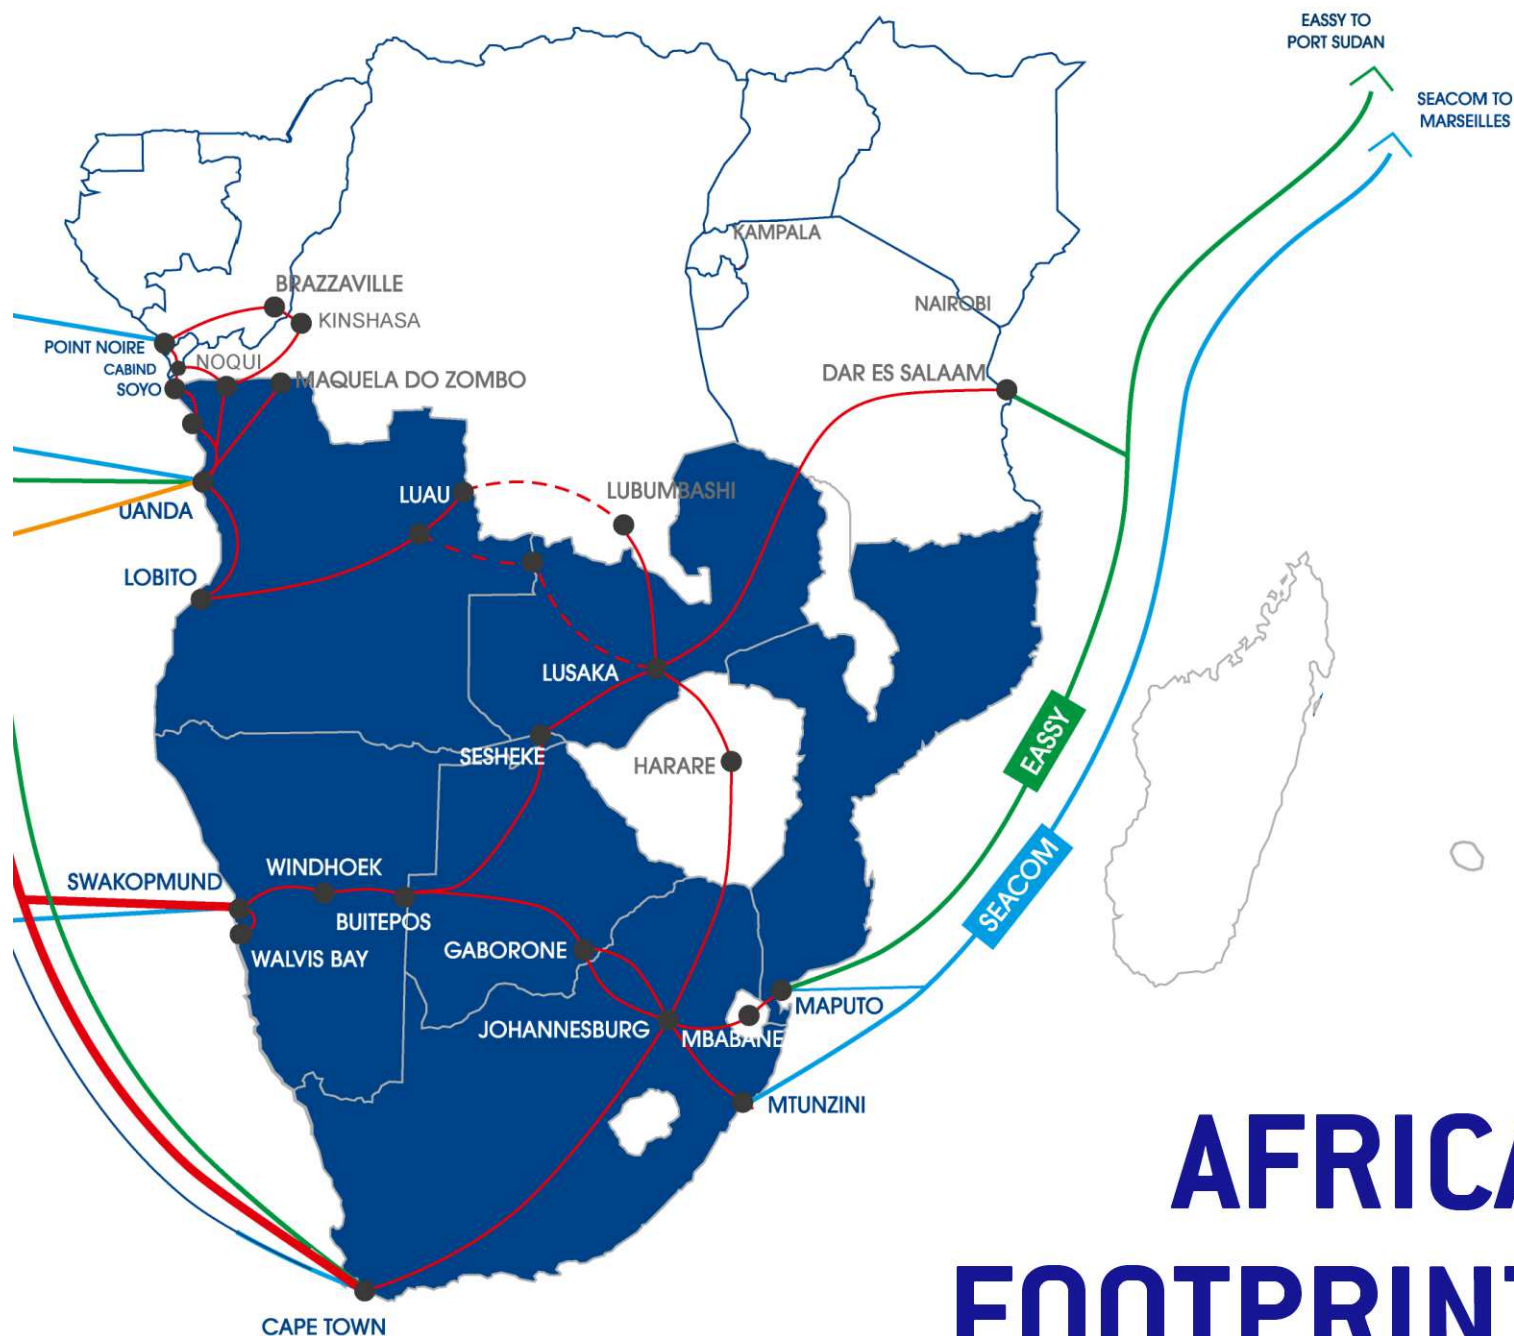 EASSY TO
PORT SUDAN
SEACOM TO
MARSEILLES
KAMPALA
BRAZZAVILLE
NAIROBI
KINSHASA
POINT NOIRE
CABIND
NOQUI
SOYO
MAQUELA DO ZOMBO
DAR ES SALAAM
LUAU
LUBUMBASHI
UANDA
LOBITO
LUSAKA
EASSY
SESHEKE
HARARE
SEACOM
SWAKOPMUND
WINDHOEK
BUITEPOS
WALVIS BAY
GABORONE
MAPUTO
JOHANNESBURG
MBABANE
MTUNZINI
AFRICA
FOOTPRINT
CAPE TOWN